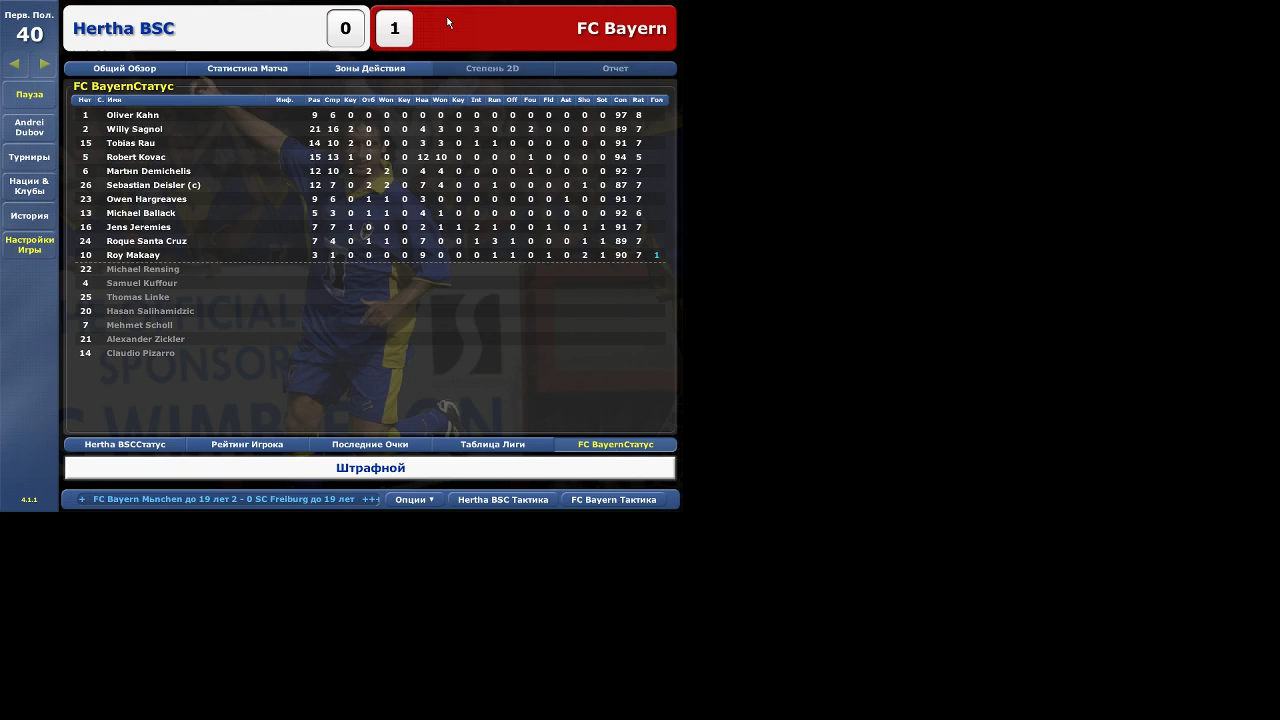 Перв. Пол.
40
Hertha BSC 0 1 FC Bayern
Общий Обзор Статистика Матча Зоны Действия Степень 2D Отчет
Пауза
Andrei Dubov
Турниры
Нации & Клубы
История
Настройки Игры
4.1.1
FC BayernСтатус
Нет С. Имя Инф. Pas Cmp Key Отб Won Key Hea Won Key Int Run Off Fou Fld Ast Sho Sot Con Rat Гол
1 Oliver Kahn 9 6 0 0 0 0 0 0 0 0 0 0 0 0 0 0 0 97 8
2 Willy Sagnol 21 16 2 0 0 0 4 3 0 3 0 0 2 0 0 0 0 89 7
15 Tobias Rau 14 10 2 0 0 0 3 3 0 1 1 0 0 0 0 0 0 91 7
5 Robert Kovac 15 13 1 0 0 0 12 10 0 0 0 0 1 0 0 0 0 94 5
6 Martin Demichelis 12 10 1 2 2 0 4 4 0 0 0 0 1 0 0 0 0 92 7
26 Sebastian Deisler (c) 12 7 0 2 2 0 7 4 0 0 1 0 0 0 0 1 0 87 7
23 Owen Hargreaves 9 6 0 1 1 0 3 0 0 0 0 0 0 0 1 0 0 91 7
13 Michael Ballack 5 3 0 1 1 0 4 1 0 0 0 0 0 0 0 0 0 92 6
16 Jens Jeremies 7 7 1 0 0 0 2 1 1 2 1 0 0 1 0 1 1 91 7
24 Roque Santa Cruz 7 4 0 1 1 0 7 0 0 1 3 1 0 0 0 1 1 89 7
10 Roy Makaay 3 1 0 0 0 0 9 0 0 0 1 1 0 1 0 2 1 90 7 1
22 Michael Rensing
4 Samuel Kuffour
25 Thomas Linke
20 Hasan Salihamidzic
7 Mehmet Scholl
21 Alexander Zickler
14 Claudio Pizarro
Hertha BSCСтатус Рейтинг Игрока Последние Очки Таблица Лиги FC BayernСтатус
Штрафной
+ FC Bayern Mьnchen до 19 лет 2 - 0 SC Freiburg до 19 лет +++ Опции ▼ Hertha BSC Тактика FC Bayern Тактика